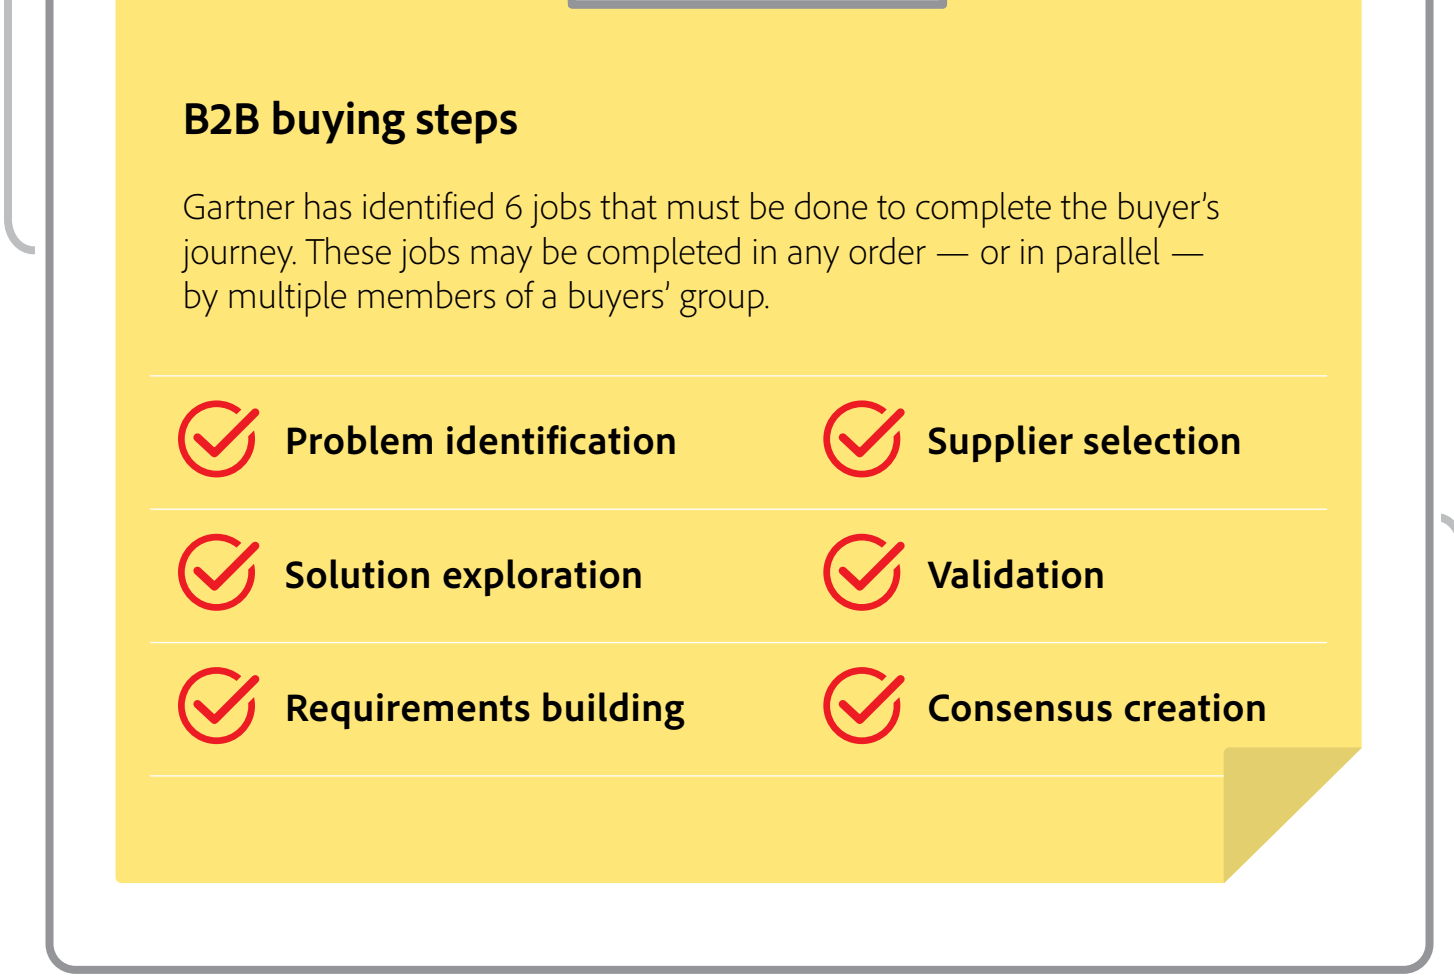 B2B buying steps
Gartner has identified 6 jobs that must be done to complete the buyer’s
journey. These jobs may be completed in any order — or in parallel —
by multiple members of a buyers’ group.
Problem identification
Supplier selection
Solution exploration
Validation
Requirements building
Consensus creation